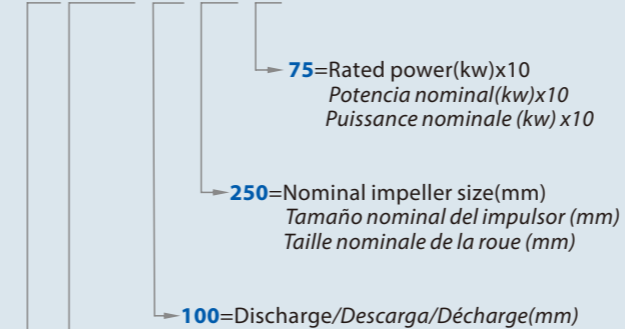 75=Rated power(kw)x10
Potencia nominal(kw)x10
Puissance nominale (kw) x10
250=Nominal impeller size(mm)
Tamaño nominal del impulsor (mm)
Taille nominale de la roue (mm)
100=Discharge/Descarga/Décharge(mm)